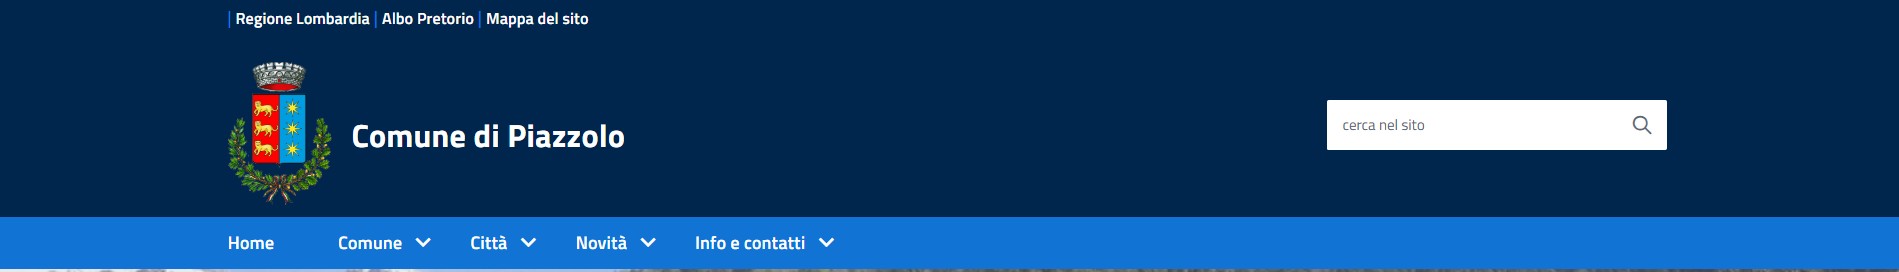 | Regione Lombardia | Albo Pretorio | Mappa del sito
Comune di Piazzolo
cerca nel sito
Home Comune Città Novità Info e contatti